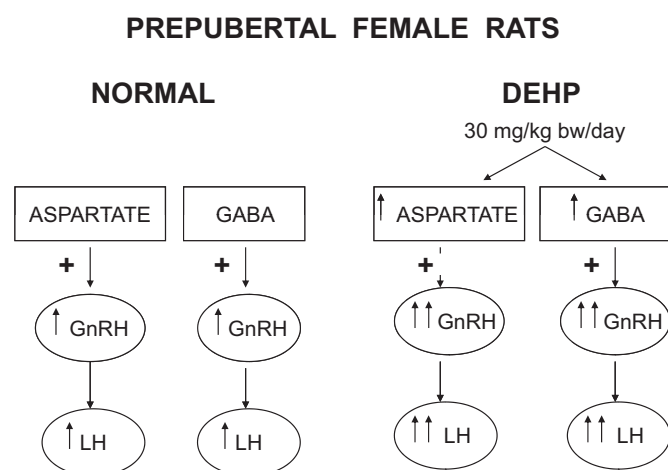 PREPUBERTAL FEMALE RATS
NORMAL
DEHP
30 mg/kg bw/day
ASPARTATE
GABA
↑ ASPARTATE
↑ GABA
+
+
+
+
↑ GnRH
↑ GnRH
↑↑ GnRH
↑↑ GnRH
↑ LH
↑ LH
↑↑ LH
↑↑ LH